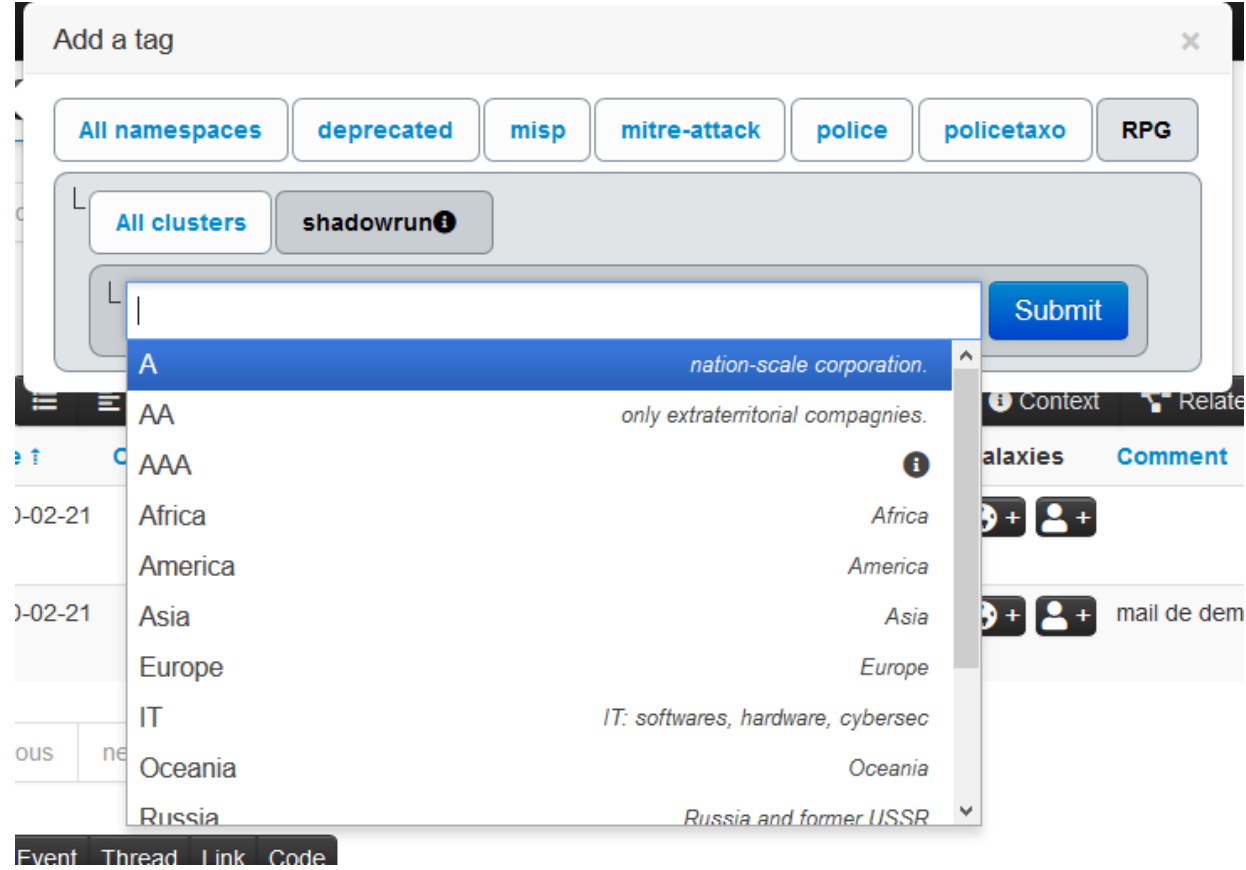 Add a tag ×
All namespaces deprecated misp mitre-attack police policetaxo RPG
All clusters shadowrun
Submit
A nation-scale corporation.
AA only extraterritorial compagnies.
Context Relate
AAA
alaxies Comment
Africa Africa
0-02-21
America America
Asia Asia
0-02-21 mail de dem
Europe Europe
IT IT: softwares, hardware, cybersec
ous ne
Oceania Oceania
Russia Russia and former USSR
Event Thread Link Code